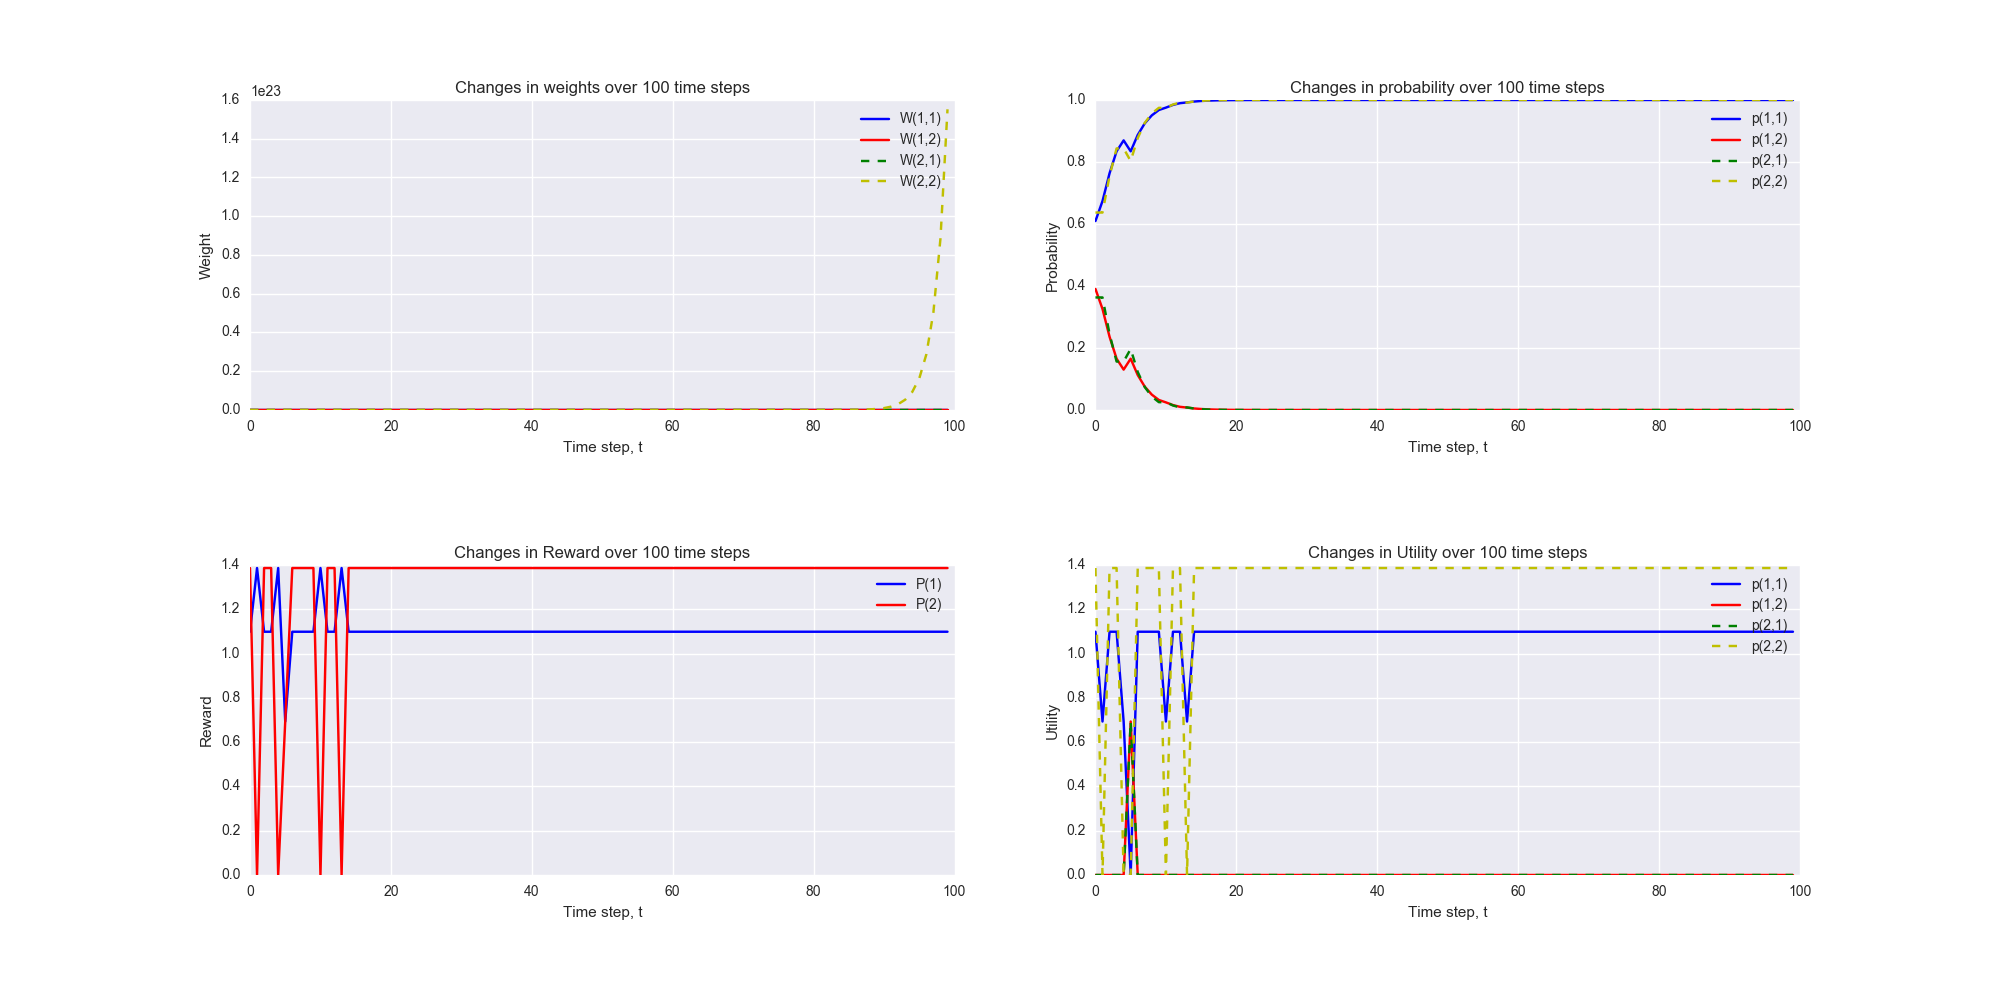 Changes in weights over 100 time steps
1e23
1.6
1.4
1.2
1.0
0.8
0.6
0.4
0.2
0.0
Weight
W(1,1)
W(1,2)
W(2,1)
W(2,2)
0 20 40 60 80 100
Time step, t
Changes in probability over 100 time steps
1.0
0.8
0.6
0.4
0.2
0.0
Probability
p(1,1)
p(1,2)
p(2,1)
p(2,2)
0 20 40 60 80 100
Time step, t
Changes in Reward over 100 time steps
1.4
1.2
1.0
0.8
0.6
0.4
0.2
0.0
Reward
P(1)
P(2)
0 20 40 60 80 100
Time step, t
Changes in Utility over 100 time steps
1.4
1.2
1.0
0.8
0.6
0.4
0.2
0.0
Utility
p(1,1)
p(1,2)
p(2,1)
p(2,2)
0 20 40 60 80 100
Time step, t